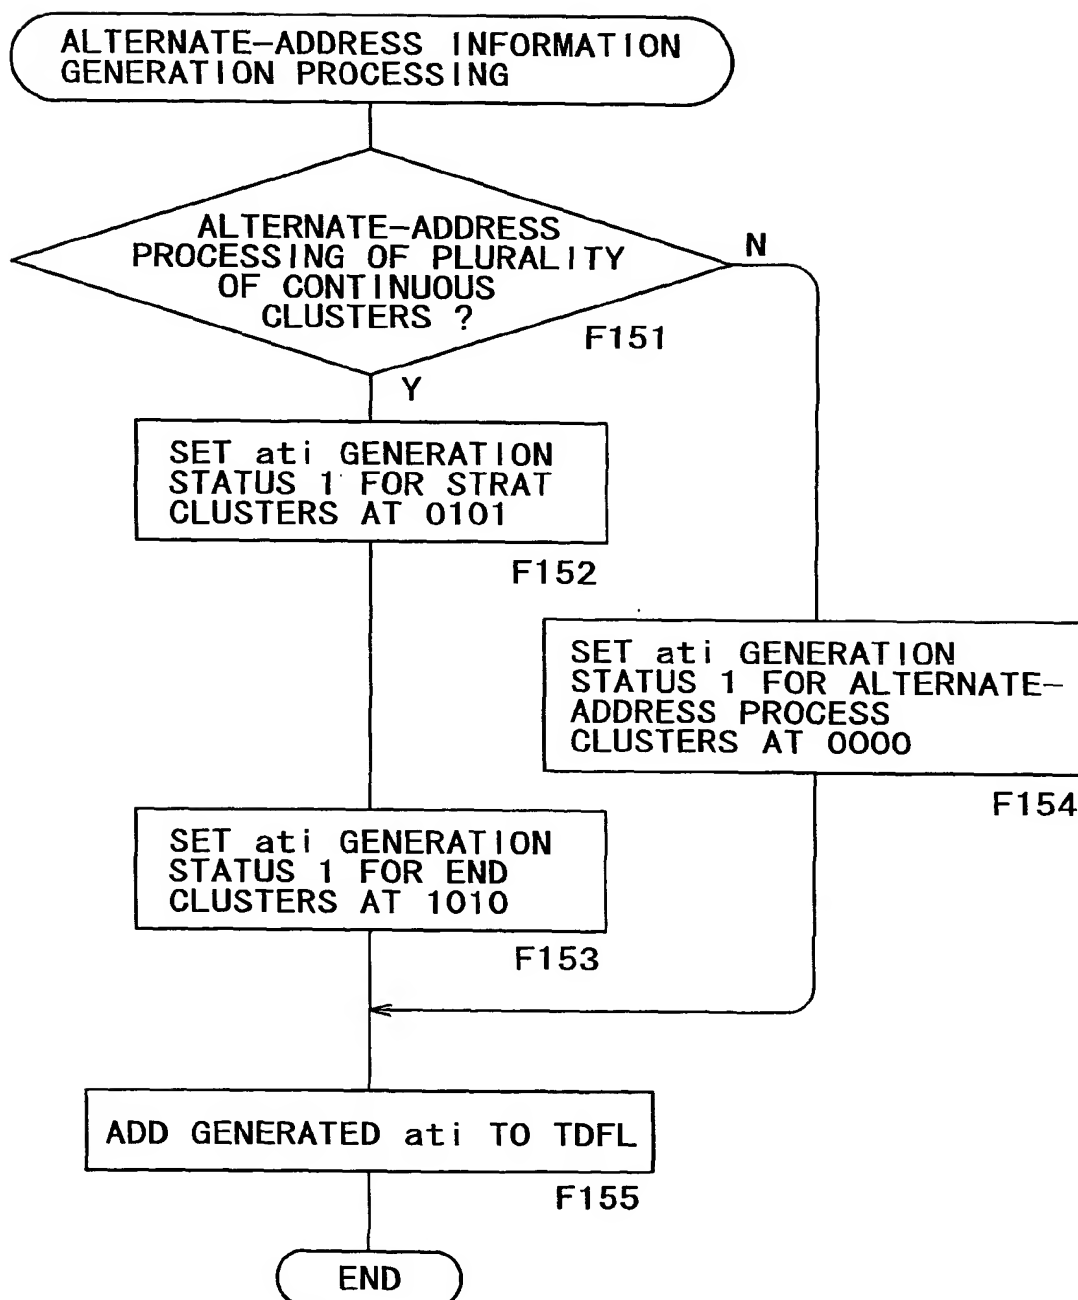 ALTERNATE-ADDRESS INFORMATION
GENERATION PROCESSING
ALTERNATE-ADDRESS
PROCESSING OF PLURALITY
OF CONTINUOUS
CLUSTERS ?
N
F151
Y
SET ati GENERATION
STATUS 1 FOR STRAT
CLUSTERS AT 0101
F152
SET ati GENERATION
STATUS 1 FOR ALTERNATE-
ADDRESS PROCESS
CLUSTERS AT 0000
F154
SET ati GENERATION
STATUS 1 FOR END
CLUSTERS AT 1010
F153
ADD GENERATED ati TO TDFL
F155
END